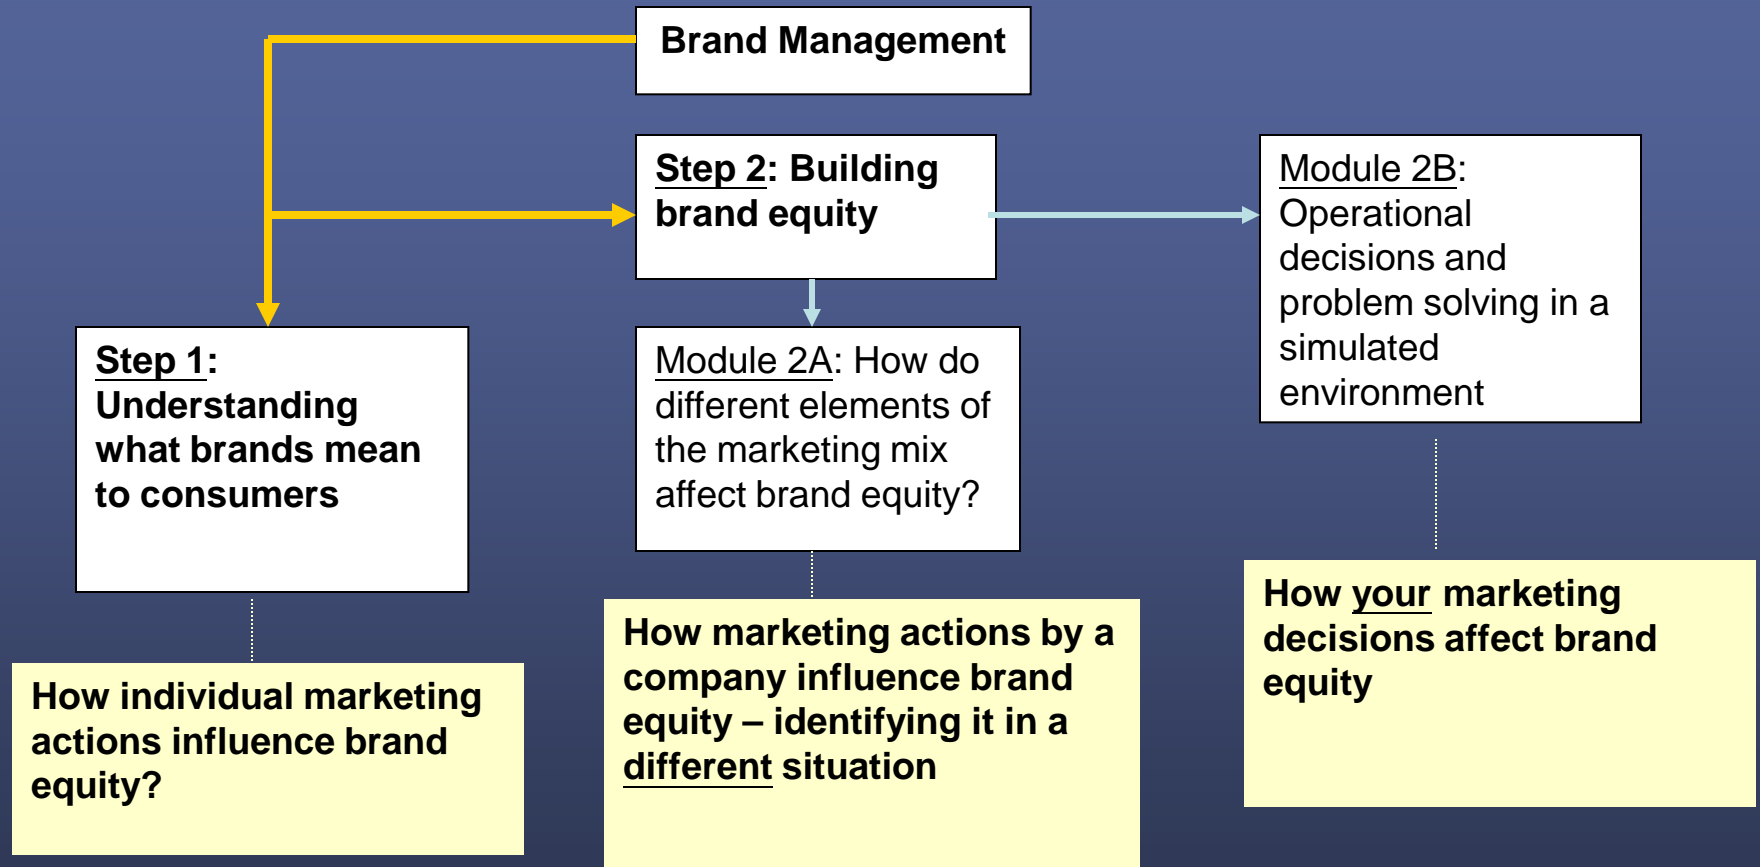 Brand Management
Step 2: Building
brand equity
Module 2B:
Operational
decisions and
problem solving in a
simulated
environment
Step 1:
Understanding
what brands mean
to consumers
Module 2A: How do
different elements of
the marketing mix
affect brand equity?
How your marketing
decisions affect brand
equity
How marketing actions by a
company influence brand
equity – identifying it in a
different situation
How individual marketing
actions influence brand
equity?